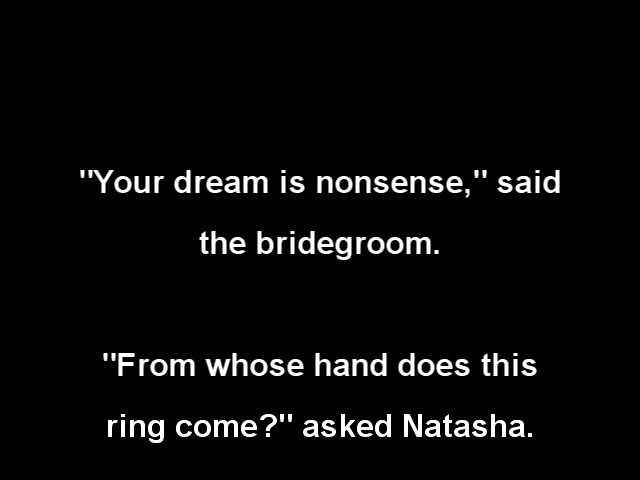 "Your dream is nonsense," said
the bridegroom.
"From whose hand does this
ring come?" asked Natasha.